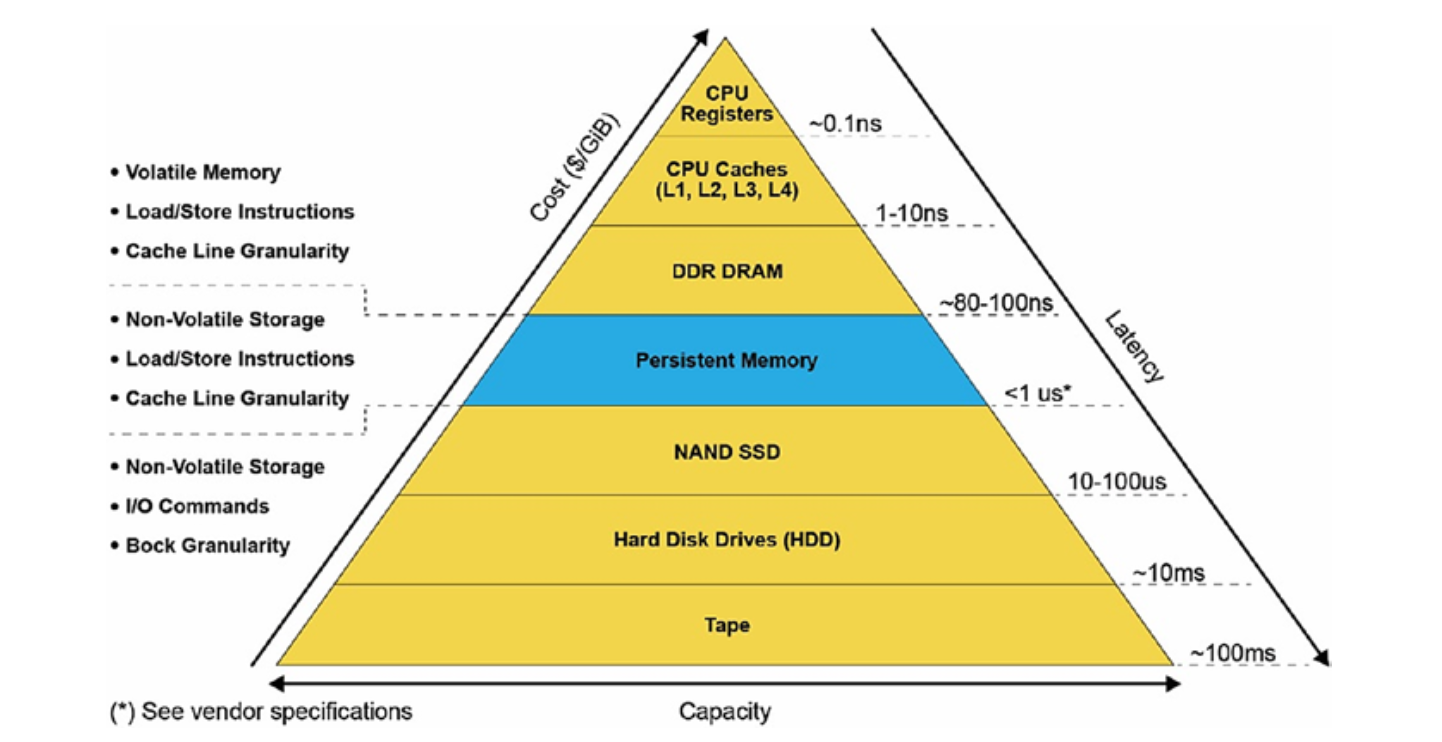 CPU
Registers
~0.1ns
Cost ($/GiB)
CPU Caches
(L1, L2, L3, L4)
1-10ns
• Volatile Memory
• Load/Store Instructions
• Cache Line Granularity
DDR DRAM
~80-100ns
Latency
• Non-Volatile Storage
• Load/Store Instructions
• Cache Line Granularity
Persistent Memory
<1 us*
• Non-Volatile Storage
• I/O Commands
• Bock Granularity
NAND SSD
10-100us
Hard Disk Drives (HDD)
~10ms
Tape
~100ms
(*) See vendor specifications
Capacity